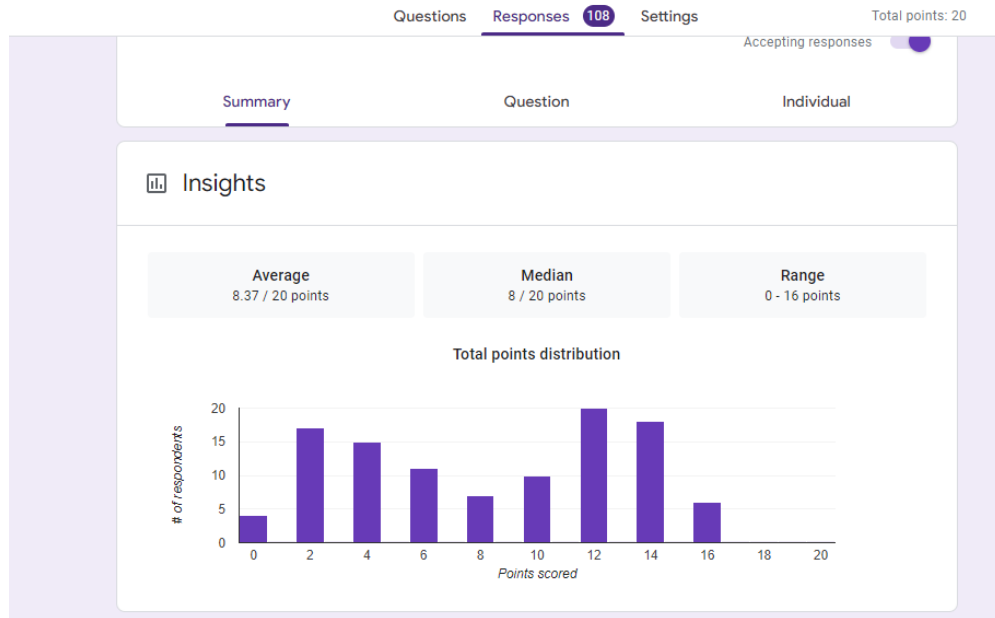 Questions Responses 108 Settings Total points: 20
Accepting responses
Summary Question Individual
Insights
Average Median Range
8.37 / 20 points 8 / 20 points 0 - 16 points
Total points distribution
# of respondents
20
15
10
5
0
0 2 4 6 8 10 12 14 16 18 20
Points scored